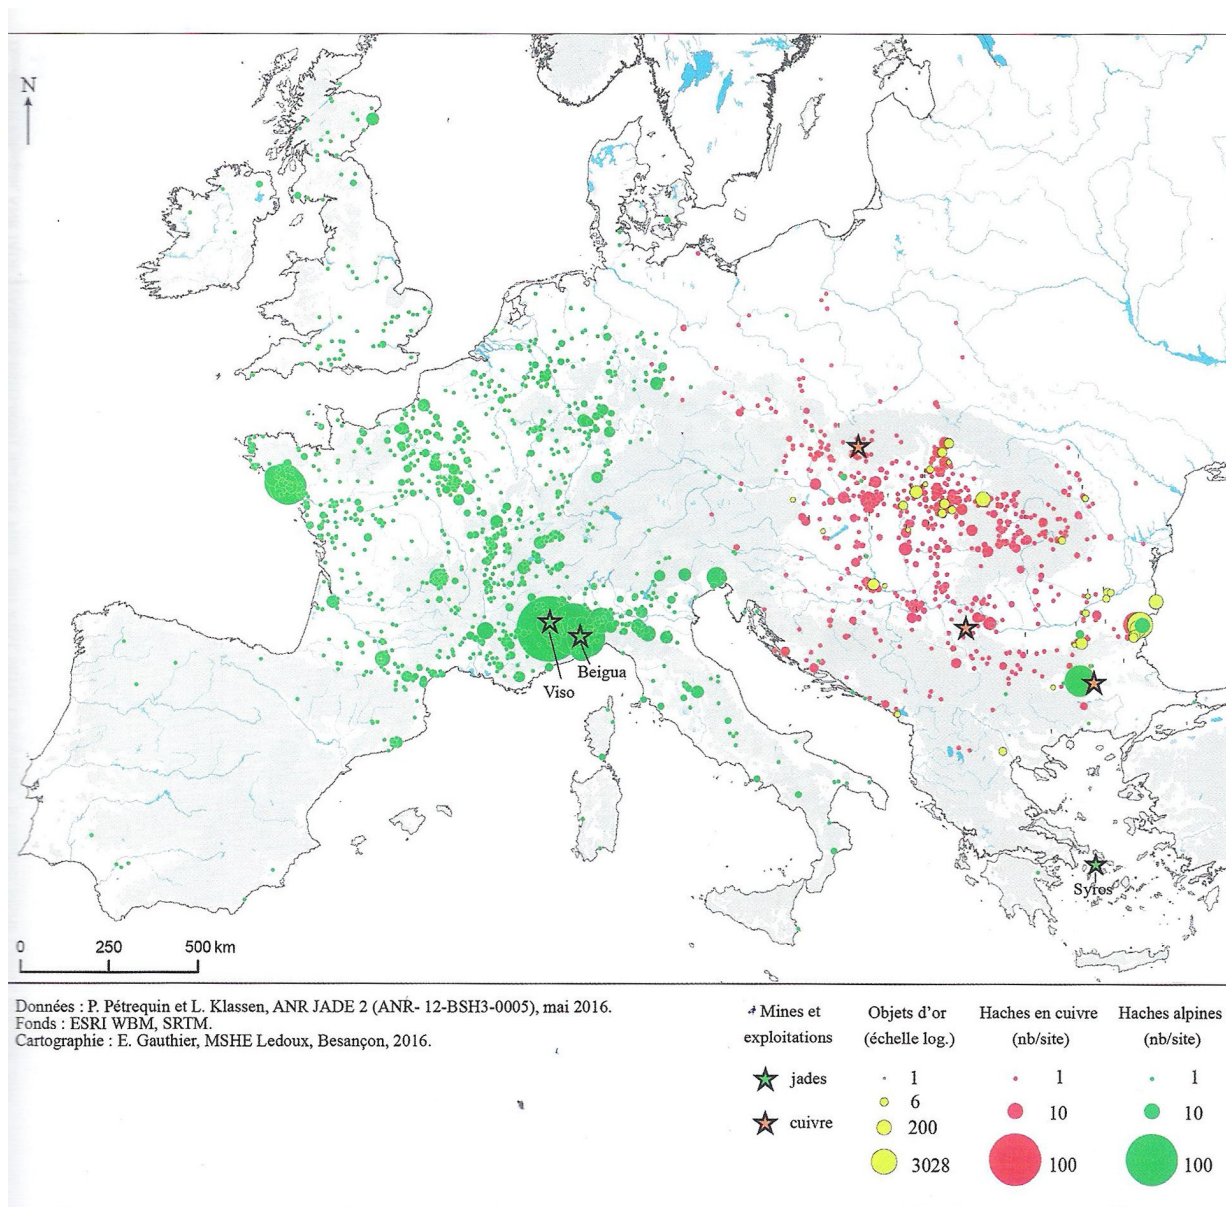 N
Beigua
Viso
Syros
0 250 500 km
Données : P. Pétrequin et L. Klassen, ANR JADE 2 (ANR- 12-BSH3-0005), mai 2016.
Fonds : ESRI WBM, SRTM.
Cartographie : E. Gauthier, MSHE Ledoux, Besançon, 2016.
Mines et
exploitations
jades
cuivre
Objets d'or
(échelle log.)
1
6
200
3028
Haches en cuivre
(nb/site)
1
10
100
Haches alpines
(nb/site)
1
10
100